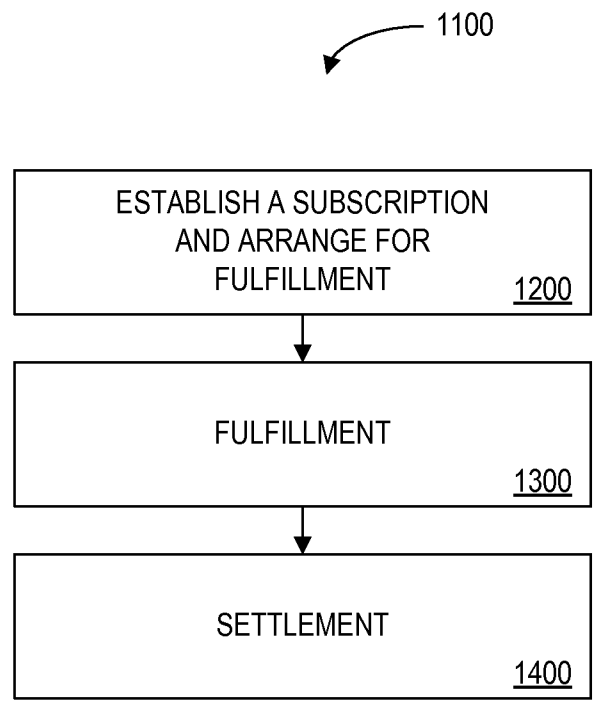 1100
ESTABLISH A SUBSCRIPTION
AND ARRANGE FOR
FULFILLMENT
1200
FULFILLMENT
1300
SETTLEMENT
1400